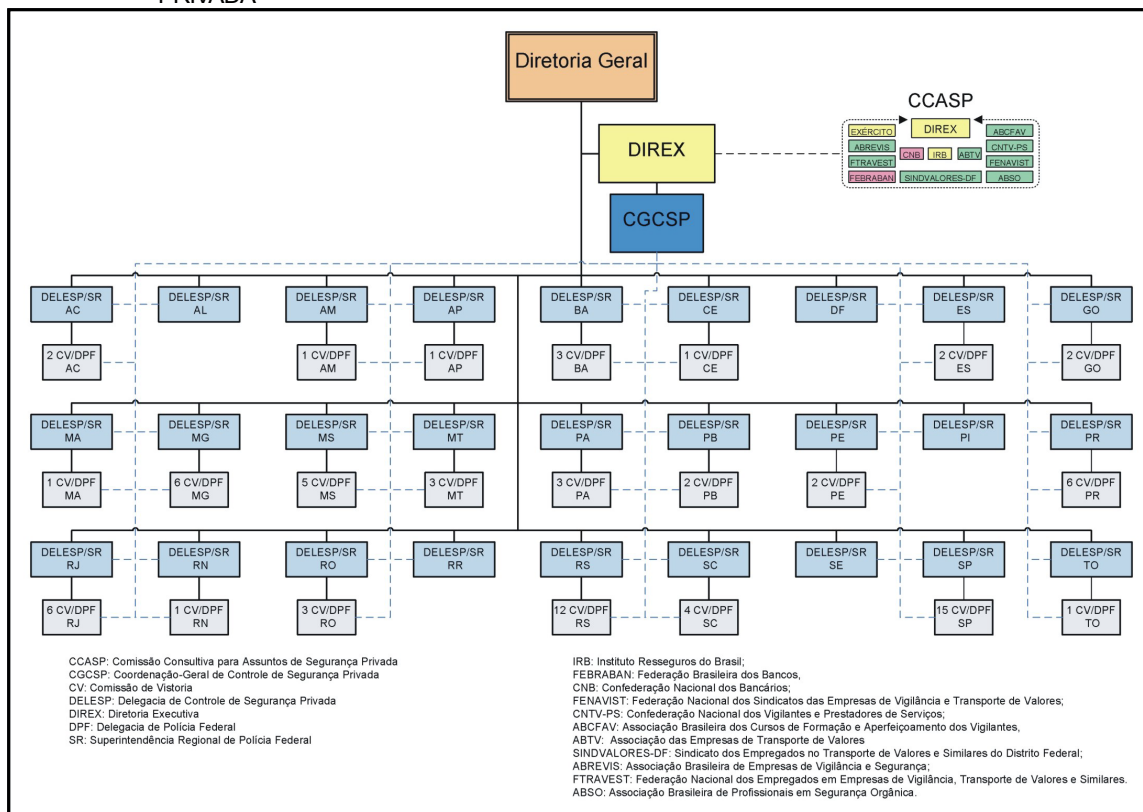 PRIVADA
Diretoria Geral
DIREX
CGCSP
CCASP
EXÉRCITO
DIREX
ABCFAV
ABREVIS
CNB
IRB
ABTV
CNTV-PS
FTRAVEST
FENAVIST
FEBRABAN
SINDVALORES-DF
ABSO
DELESP/SR
AC
DELESP/SR
AL
DELESP/SR
AM
DELESP/SR
AP
DELESP/SR
BA
DELESP/SR
CE
DELESP/SR
DF
DELESP/SR
ES
DELESP/SR
GO
2 CV/DPF
AC
1 CV/DPF
AM
1 CV/DPF
AP
3 CV/DPF
BA
1 CV/DPF
CE
2 CV/DPF
ES
2 CV/DPF
GO
DELESP/SR
MA
DELESP/SR
MG
DELESP/SR
MS
DELESP/SR
MT
DELESP/SR
PA
DELESP/SR
PB
DELESP/SR
PE
DELESP/SR
PI
DELESP/SR
PR
1 CV/DPF
MA
6 CV/DPF
MG
5 CV/DPF
MS
3 CV/DPF
MT
3 CV/DPF
PA
2 CV/DPF
PB
2 CV/DPF
PE
6 CV/DPF
PR
DELESP/SR
RJ
DELESP/SR
RN
DELESP/SR
RO
DELESP/SR
RR
DELESP/SR
RS
DELESP/SR
SC
DELESP/SR
SE
DELESP/SR
SP
DELESP/SR
TO
6 CV/DPF
RJ
1 CV/DPF
RN
3 CV/DPF
RO
12 CV/DPF
RS
4 CV/DPF
SC
15 CV/DPF
SP
1 CV/DPF
TO
CCASP: Comissão Consultiva para Assuntos de Segurança Privada
CGCSP: Coordenação-Geral de Controle de Segurança Privada
CV: Comissão de Vistoria
DELESP: Delegacia de Controle de Segurança Privada
DIREX: Diretoria Executiva
DPF: Delegacia de Polícia Federal
SR: Superintendência Regional de Polícia Federal
IRB: Instituto Resseguros do Brasil;
FEBRABAN: Federação Brasileira dos Bancos,
CNB: Confederação Nacional dos Bancários;
FENAVIST: Federação Nacional dos Sindicatos das Empresas de Vigilância e Transporte de Valores;
CNTV-PS: Confederação Nacional dos Vigilantes e Prestadores de Serviços;
ABCFAV: Associação Brasileira dos Cursos de Formação e Aperfeiçoamento dos Vigilantes,
ABTV: Associação das Empresas de Transporte de Valores
SINDVALORES-DF: Sindicato dos Empregados no Transporte de Valores e Similares do Distrito Federal;
ABREVIS: Associação Brasileira de Empresas de Vigilância e Segurança;
FTRAVEST: Federação Nacional dos Empregados em Empresas de Vigilância, Transporte de Valores e Similares.
ABSO: Associação Brasileira de Profissionais em Segurança Orgânica.